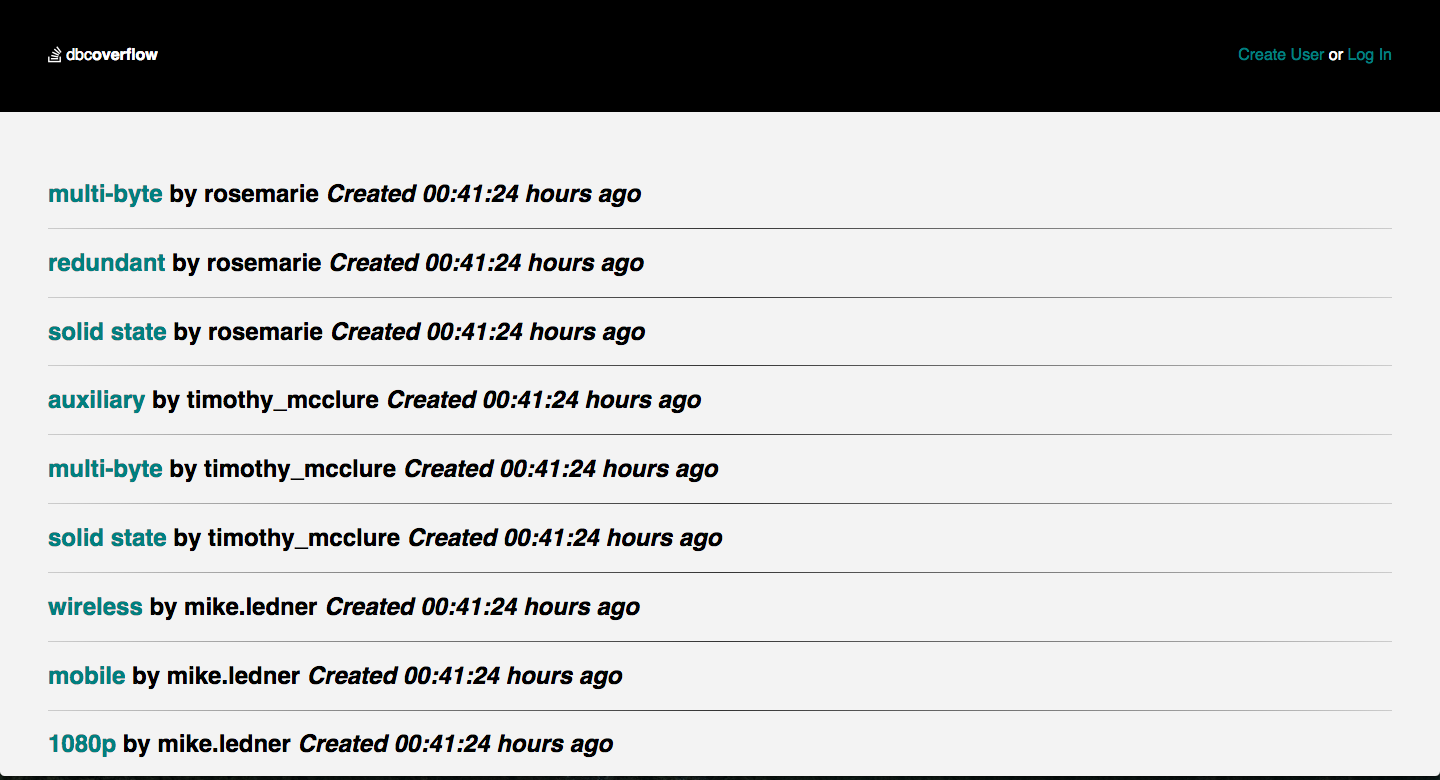 dbcoverflow
Create User or Log In
multi-byte by rosemarie Created 00:41:24 hours ago
redundant by rosemarie Created 00:41:24 hours ago
solid state by rosemarie Created 00:41:24 hours ago
auxiliary by timothy_mcclure Created 00:41:24 hours ago
multi-byte by timothy_mcclure Created 00:41:24 hours ago
solid state by timothy_mcclure Created 00:41:24 hours ago
wireless by mike.ledner Created 00:41:24 hours ago
mobile by mike.ledner Created 00:41:24 hours ago
1080p by mike.ledner Created 00:41:24 hours ago